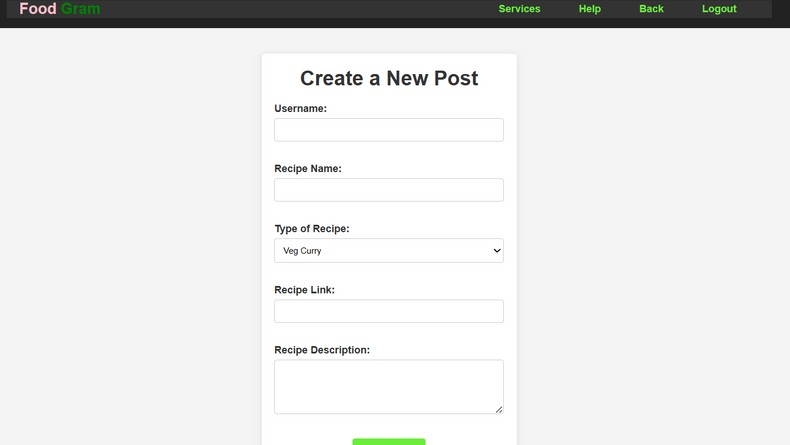 Food Gram Services Help Back Logout
Create a New Post
Username:
Recipe Name:
Type of Recipe:
Veg Curry
Recipe Link:
Recipe Description: